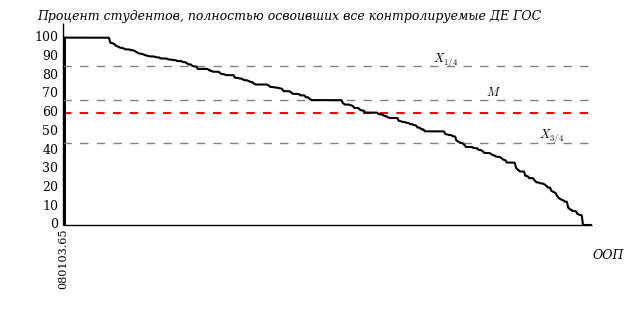 Процент студентов, полностью освоивших все контролируемые ДЕ ГОС
100
90
X1/4
80
70
M
60
50
X3/4
40
30
20
10
0
080103.65
ООП